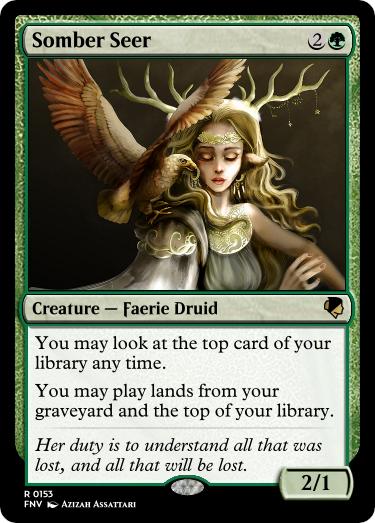 Somber Seer 2
Creature — Faerie Druid
You may look at the top card of your
library any time.
You may play lands from your
graveyard and the top of your library.
Her duty is to understand all that was
lost, and all that will be lost.
2/1
R 0153
FNV Azizah Assattari